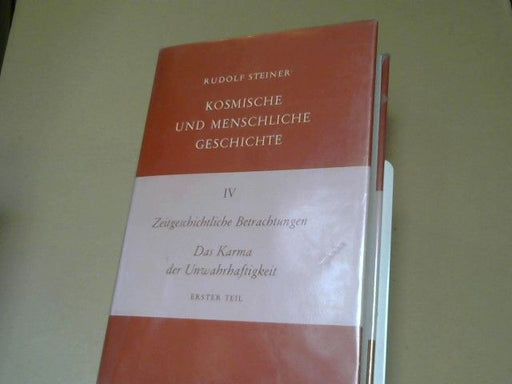 RUDOLF STEINER
KOSMISCHE
UND MENSCHLICHE
GESCHICHTE
IV
Zeitgeschichtliche Betrachtungen
Das Karma
der Unwahrhaftigkeit
ERSTER TEIL